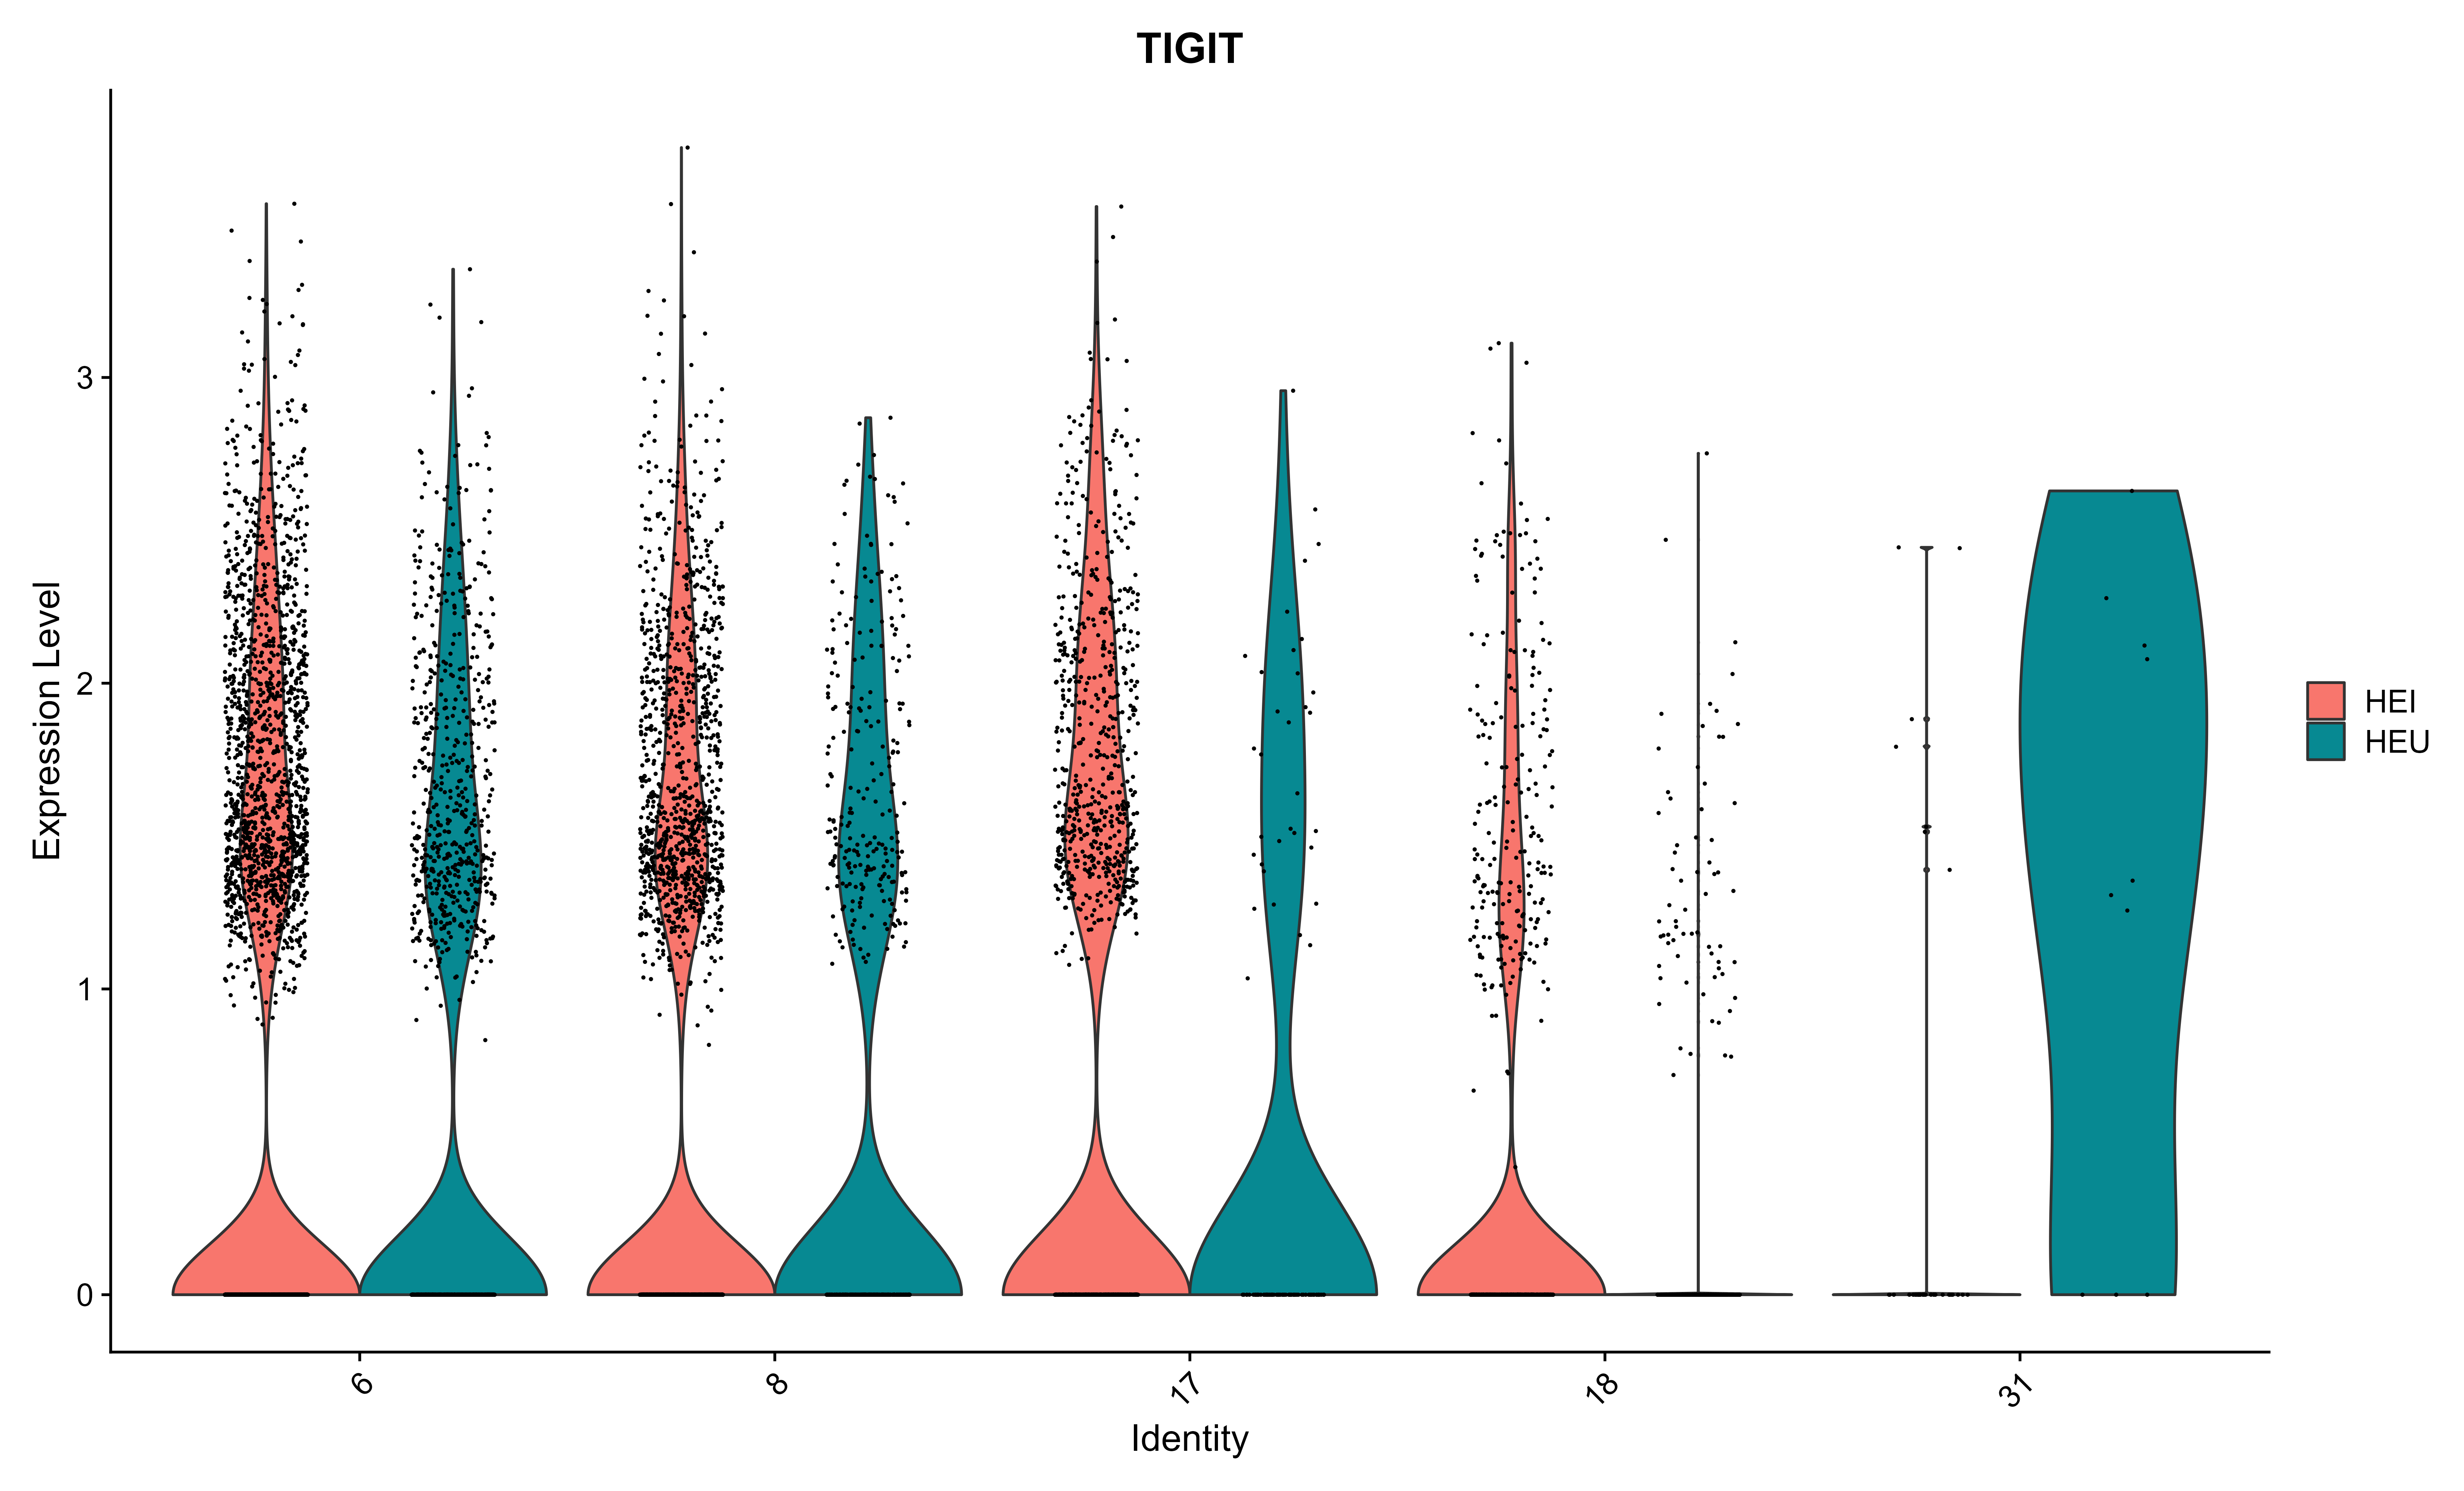 TIGIT
Expression Level
3
2
1
0
6
8
17
18
31
Identity
HEI
HEU